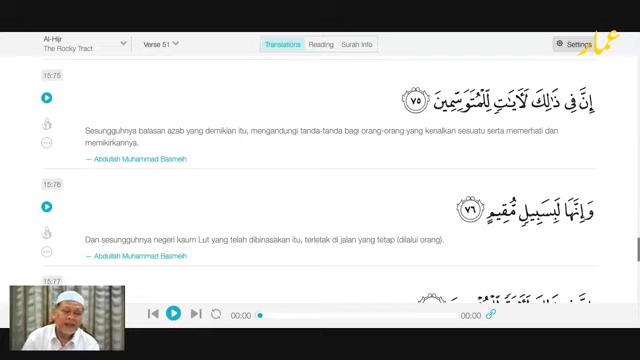 Al-Hijr
The Rocky Tract
Verse 51
Translations
Reading
Surah Info
Settings
عمار
15:75
إِنَّ فِي ذَٰلِكَ لَآيَاتٍ لِّلْمُتَوَسِّمِينَ ٧٥
Sesungguhnya balasan azab yang demikian itu, mengandungi tanda-tanda bagi orang-orang yang kenalkan sesuatu serta memerhati dan
memikirkannya.
— Abdullah Muhammad Basmeih
15:76
وَإِنَّهَا لَبِسَبِيلٍ مُّقِيمٍ ٧٦
Dan sesungguhnya negeri kaum Lut yang telah dibinasakan itu, terletak di jalan yang tetap (dilalui orang).
— Abdullah Muhammad Basmeih
15:77
00:00
00:00